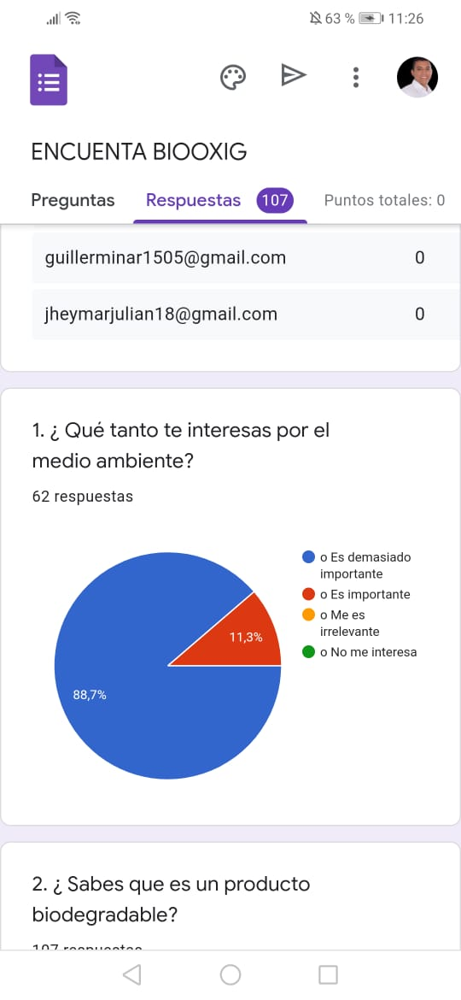 63 % 11:26
ENCUENTA BIOOXIG
Preguntas Respuestas 107 Puntos totales: 0
guillerminar1505@gmail.com 0
jheymarjulian18@gmail.com 0
1. ¿ Qué tanto te interesas por el
medio ambiente?
62 respuestas
o Es demasiado
importante
o Es importante
o Me es
irrelevante
o No me interesa
11,3%
88,7%
2. ¿ Sabes que es un producto
biodegradable?
107 respuestas